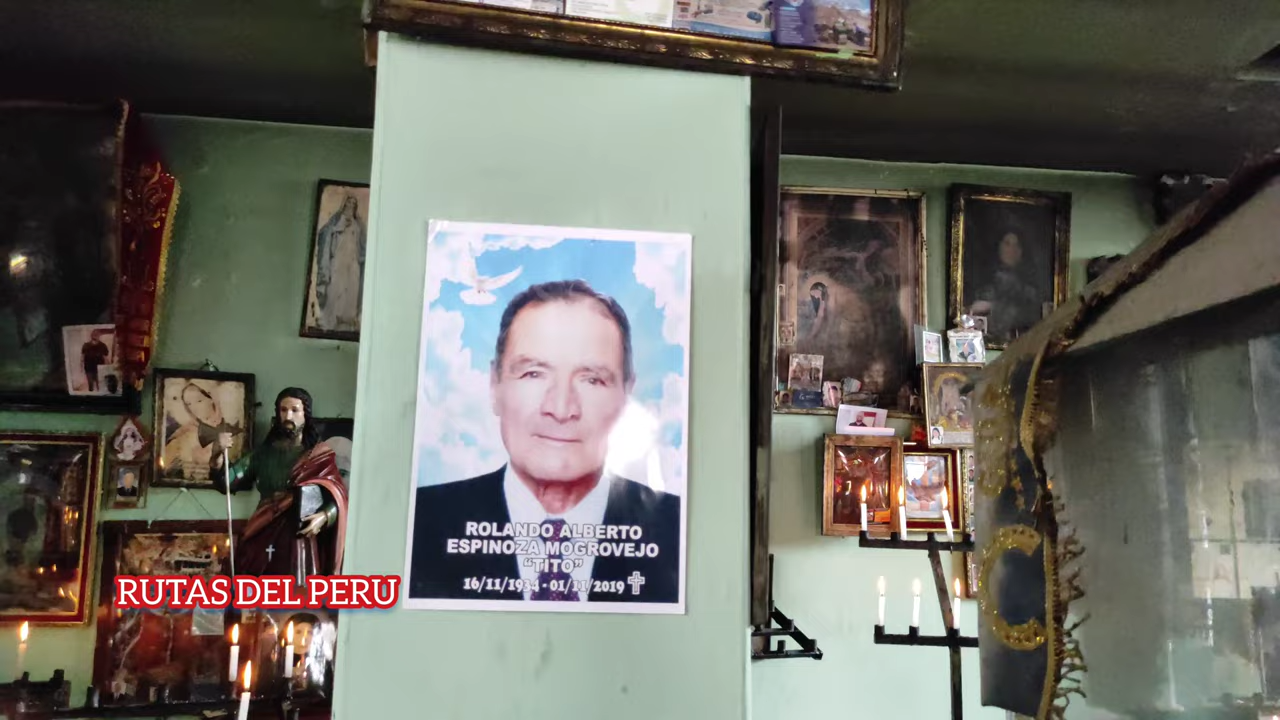 ROLANDO ALBERTO
ESPINOZA MOGROVEJO
“TITO”
16/11/1934 - 01/11/2019
RUTAS DEL PERU